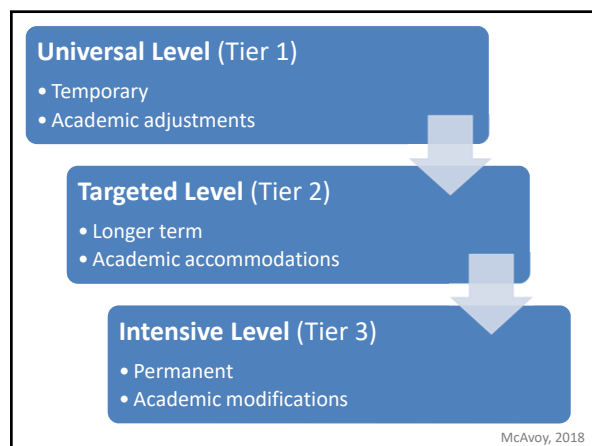 Universal Level (Tier 1)
• Temporary
• Academic adjustments
Targeted Level (Tier 2)
• Longer term
• Academic accommodations
Intensive Level (Tier 3)
• Permanent
• Academic modifications
McAvoy, 2018